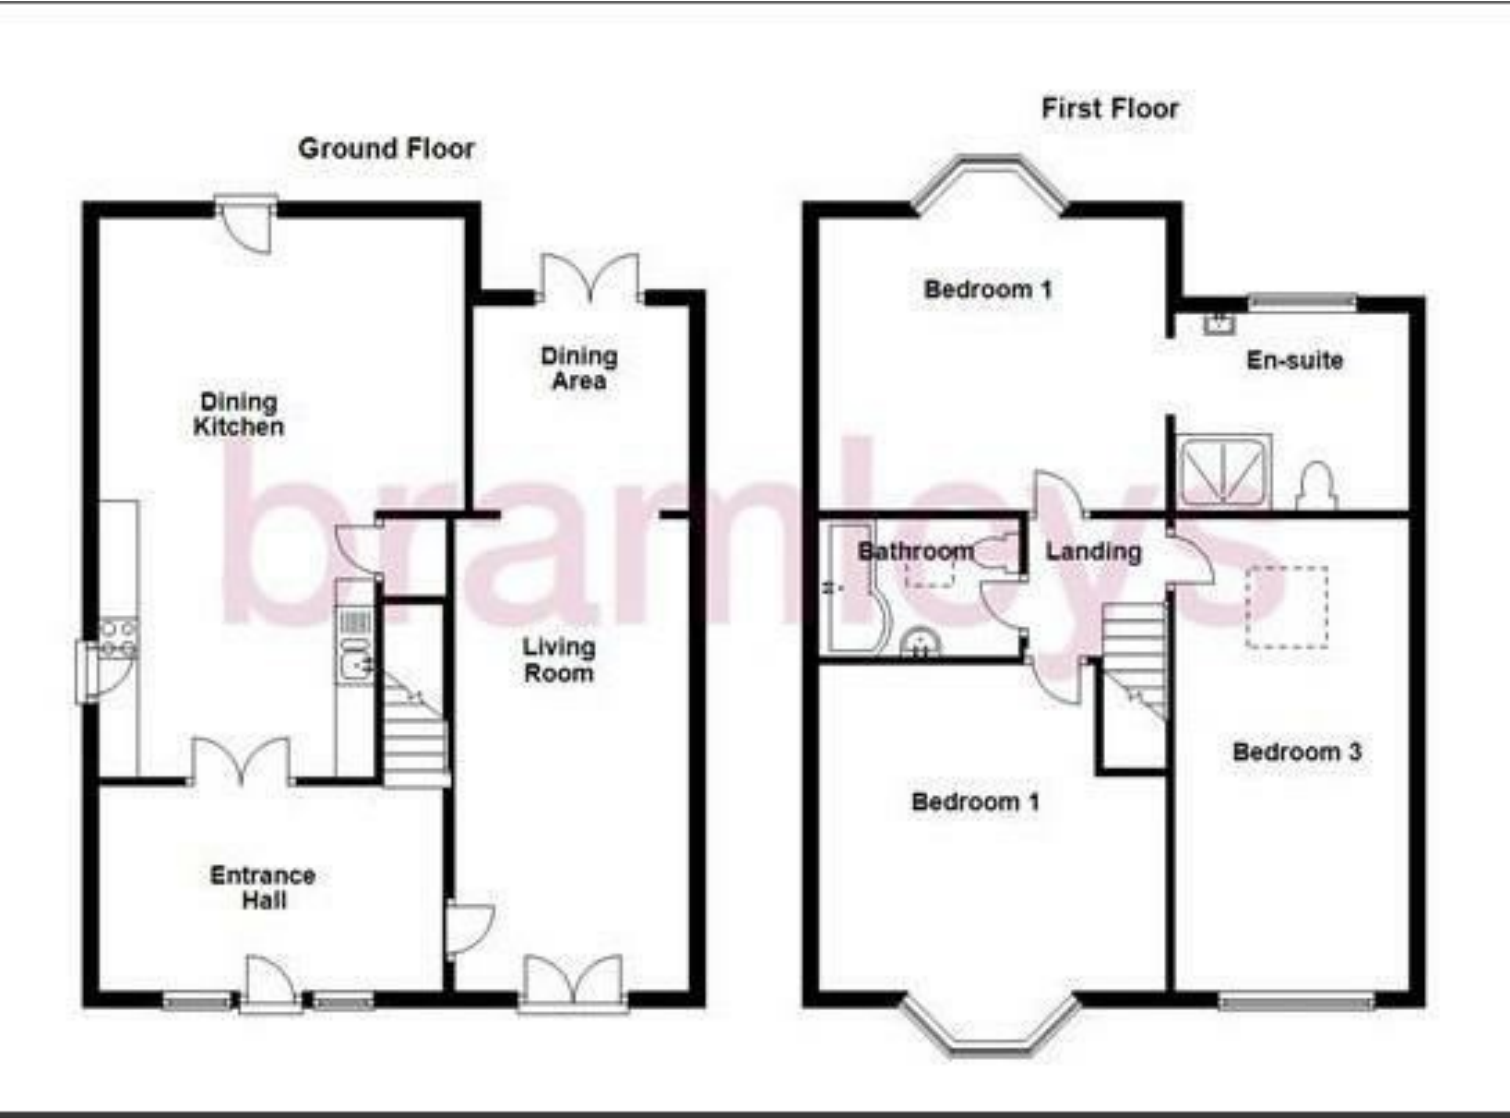 Ground Floor
First Floor
Dining
Kitchen
Dining
Area
Living
Room
Entrance
Hall
Bedroom 1
En-suite
Bathroom
Landing
Bedroom 1
Bedroom 3
bramleys